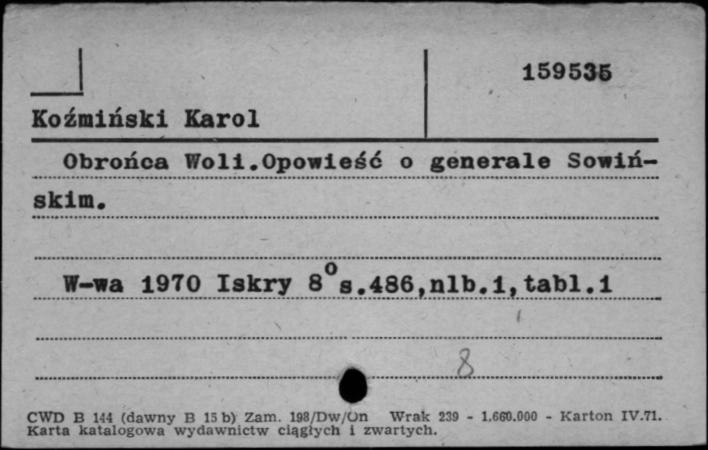 159535
Koźmiński Karol
Obrońca Woli.Opowieść o generale Sowiń-
skim.
W-wa 1970 Iskry 8° s.486,nlb.1,tabl.1
8
CWD B 144 (dawny B 15 b) Zam. 198/Dw/On Wrak 239 - 1.660.000 - Karton IV.71.
Karta katalogowa wydawnictw ciągłych i zwartych.